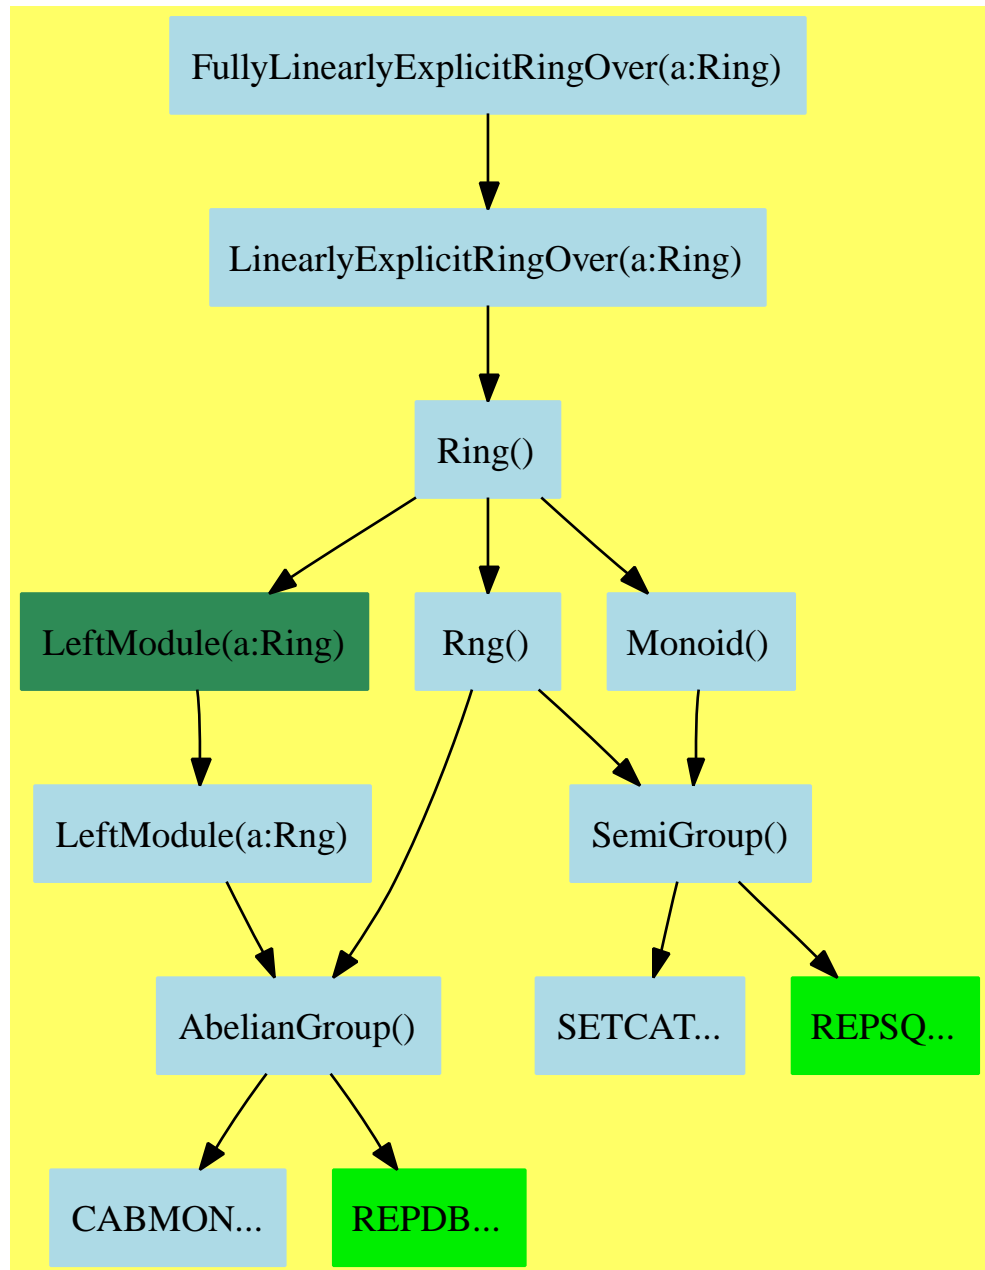 FullyLinearlyExplicitRingOver(a:Ring)
LinearlyExplicitRingOver(a:Ring)
Ring()
LeftModule(a:Ring)
Rng()
Monoid()
LeftModule(a:Rng)
SemiGroup()
AbelianGroup()
SETCAT...
REPSQ...
CABMON...
REPDB...